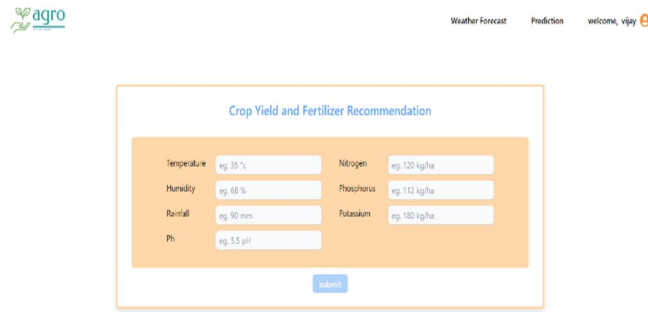 agro
Weather Forecast Prediction welcome, vijay
Crop Yield and Fertilizer Recommendation
Temperature eg. 35 °c Nitrogen eg. 120 kg/ha
Humidity eg. 68 % Phosphorus eg. 112 kg/ha
Rainfall eg. 90 mm Potassium eg. 180 kg/ha
Ph eg. 5.5 pH
submit